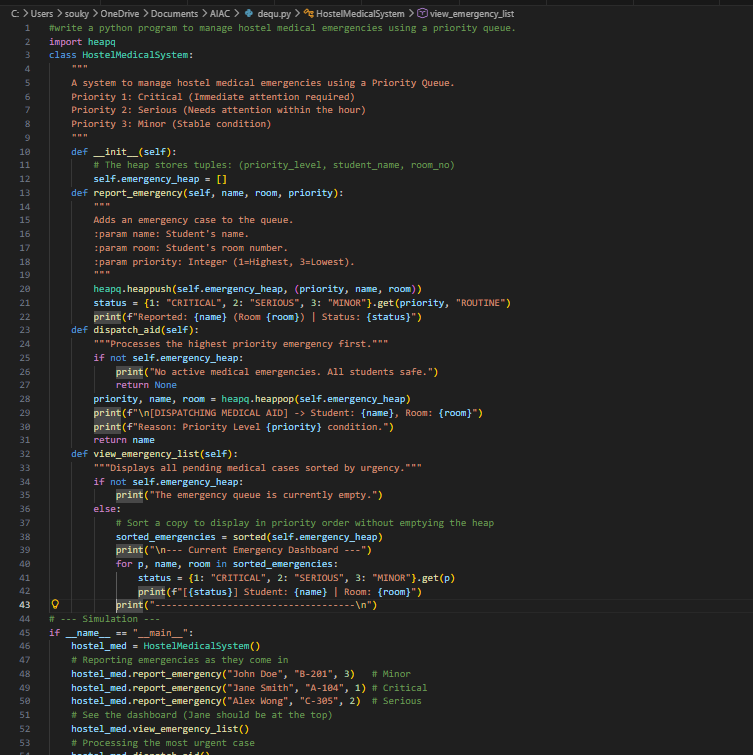 C: > Users > souky > OneDrive > Documents > AIAC > dequ.py > HostelMedicalSystem > view_emergency_list
1 #write a python program to manage hostel medical emergencies using a priority queue.
2 import heapq
3 class HostelMedicalSystem:
4 """
5 A system to manage hostel medical emergencies using a Priority Queue.
6 Priority 1: Critical (Immediate attention required)
7 Priority 2: Serious (Needs attention within the hour)
8 Priority 3: Minor (Stable condition)
9 """
10 def __init__(self):
11 # The heap stores tuples: (priority_level, student_name, room_no)
12 self.emergency_heap = []
13 def report_emergency(self, name, room, priority):
14 """
15 Adds an emergency case to the queue.
16 :param name: Student's name.
17 :param room: Student's room number.
18 :param priority: Integer (1=Highest, 3=Lowest).
19 """
20 heapq.heappush(self.emergency_heap, (priority, name, room))
21 status = {1: "CRITICAL", 2: "SERIOUS", 3: "MINOR"}.get(priority, "ROUTINE")
22 print(f"Reported: {name} (Room {room}) | Status: {status}")
23 def dispatch_aid(self):
24 """Processes the highest priority emergency first."""
25 if not self.emergency_heap:
26 print("No active medical emergencies. All students safe.")
27 return None
28 priority, name, room = heapq.heappop(self.emergency_heap)
29 print(f"\n[DISPATCHING MEDICAL AID] -> Student: {name}, Room: {room}")
30 print(f"Reason: Priority Level {priority} condition.")
31 return name
32 def view_emergency_list(self):
33 """Displays all pending medical cases sorted by urgency."""
34 if not self.emergency_heap:
35 print("The emergency queue is currently empty.")
36 else:
37 # Sort a copy to display in priority order without emptying the heap
38 sorted_emergencies = sorted(self.emergency_heap)
39 print("\n--- Current Emergency Dashboard ---")
40 for p, name, room in sorted_emergencies:
41 status = {1: "CRITICAL", 2: "SERIOUS", 3: "MINOR"}.get(p)
42 print(f"[{status}] Student: {name} | Room: {room}")
43 print("-----------------------------------\n")
44 # --- Simulation ---
45 if __name__ == "__main__":
46 hostel_med = HostelMedicalSystem()
47 # Reporting emergencies as they come in
48 hostel_med.report_emergency("John Doe", "B-201", 3) # Minor
49 hostel_med.report_emergency("Jane Smith", "A-104", 1) # Critical
50 hostel_med.report_emergency("Alex Wong", "C-305", 2) # Serious
51 # See the dashboard (Jane should be at the top)
52 hostel_med.view_emergency_list()
53 # Processing the most urgent case